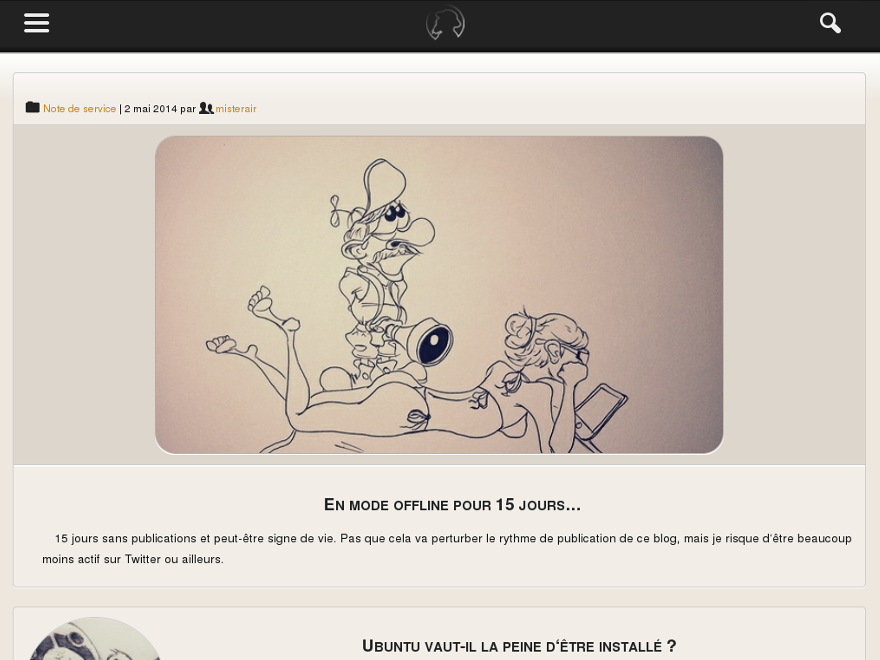 Note de service | 2 mai 2014 par misterair
En mode offline pour 15 jours…
15 jours sans publications et peut-être signe de vie. Pas que cela va perturber le rythme de publication de ce blog, mais je risque d'être beaucoup
moins actif sur Twitter ou ailleurs.
Ubuntu vaut-il la peine d‘être installé ?